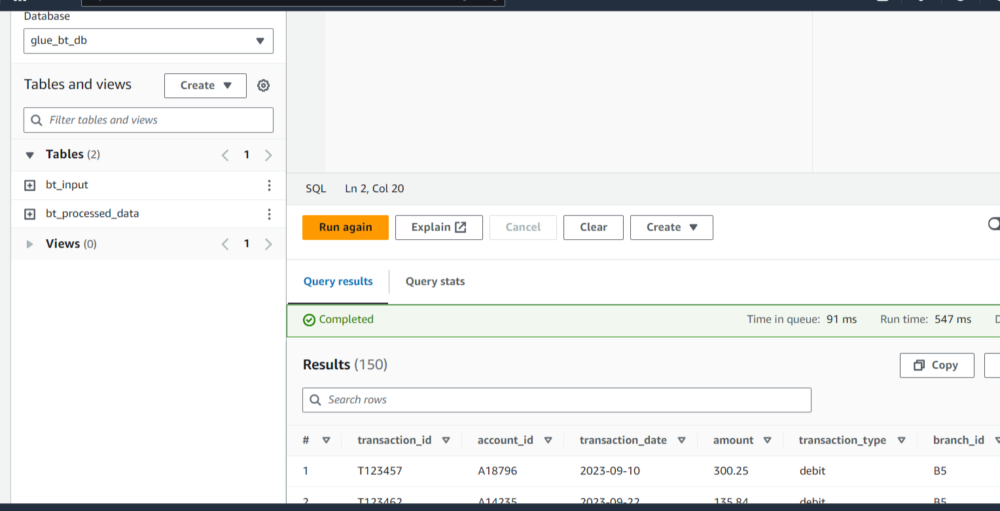 Database
glue_bt_db
Tables and views
Create
Filter tables and views
Tables (2)
1
bt_input
bt_processed_data
Views (0)
1
SQL Ln 2, Col 20
Run again Explain Cancel Clear Create
Query results Query stats
Completed Time in queue: 91 ms Run time: 547 ms
Results (150) Copy
Search rows
# transaction_id account_id transaction_date amount transaction_type branch_id
1 T123457 A18796 2023-09-10 300.25 debit B5
2 T123462 A14235 2023-09-22 135.84 debit B5